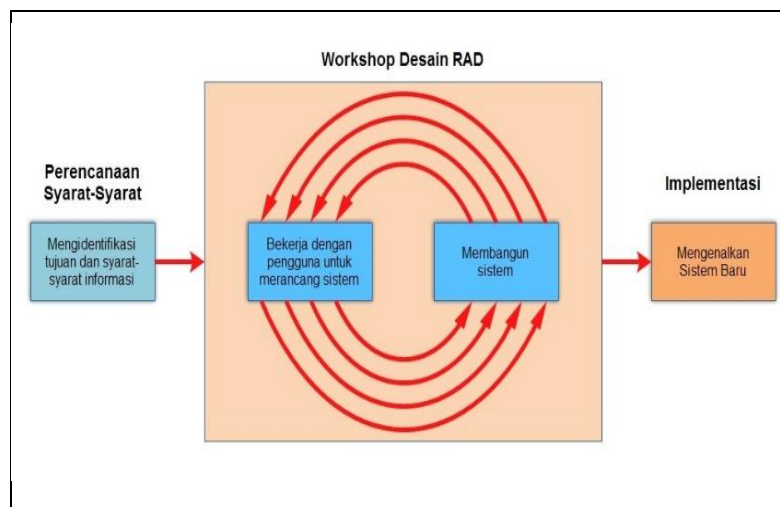 Workshop Desain RAD
Perencanaan
Syarat-Syarat
Mengidentifikasi
tujuan dan syarat-
syarat informasi
Bekerja dengan
pengguna untuk
merancang sistem
Membangun
sistem
Implementasi
Mengenalkan
Sistem Baru